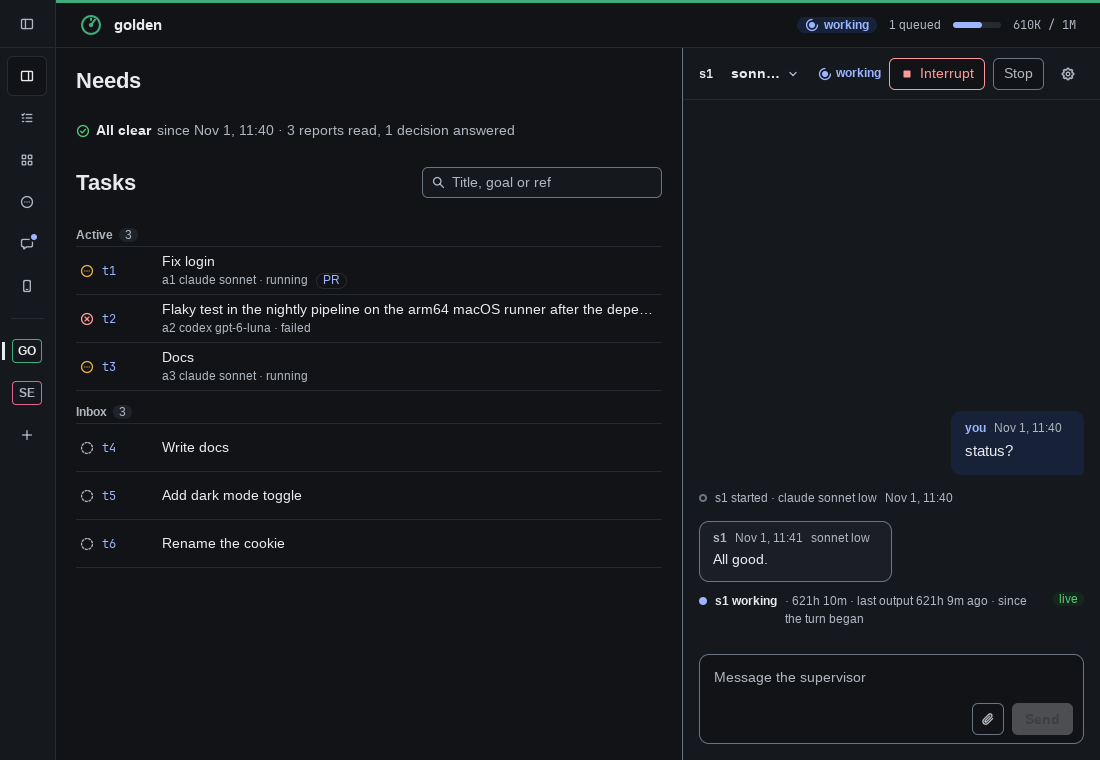 golden
working
1 queued
610K / 1M
Needs
All clear since Nov 1, 11:40 · 3 reports read, 1 decision answered
Tasks
Title, goal or ref
Active 3
t1
Fix login
a1 claude sonnet · running PR
t2
Flaky test in the nightly pipeline on the arm64 macOS runner after the depe…
a2 codex gpt-6-luna · failed
t3
Docs
a3 claude sonnet · running
Inbox 3
t4
Write docs
t5
Add dark mode toggle
t6
Rename the cookie
GO
SE
s1
sonn…
working
Interrupt
Stop
you Nov 1, 11:40
status?
s1 started · claude sonnet low Nov 1, 11:40
s1 Nov 1, 11:41 sonnet low
All good.
s1 working · 621h 10m · last output 621h 9m ago · since
the turn began
live
Message the supervisor
Send